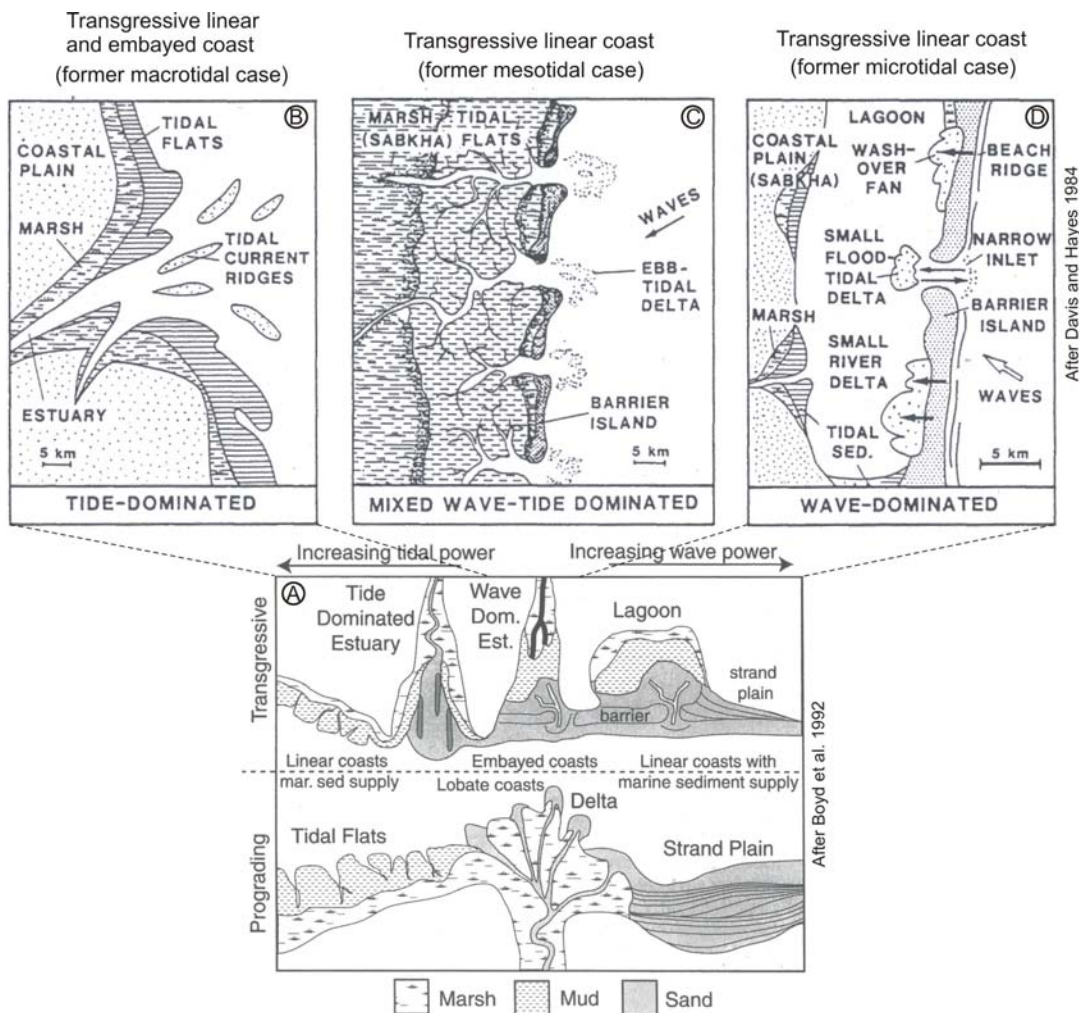 Transgressive linear
and embayed coast
(former macrotidal case)
Transgressive linear coast
(former mesotidal case)
Transgressive linear coast
(former microtidal case)
B
TIDAL
FLATS
COASTAL
PLAIN
MARSH
TIDAL
CURRENT
RIDGES
ESTUARY
5 km
TIDE-DOMINATED
C
MARSH-TIDAL
(SABKHA) FLATS
WAVES
EBB-
TIDAL
DELTA
BARRIER
ISLAND
5 km
MIXED WAVE-TIDE DOMINATED
D
LAGOON
COASTAL
PLAIN
(SABKHA)
WASH-
OVER
FAN
BEACH
RIDGE
SMALL
FLOOD
TIDAL
DELTA
NARROW
INLET
BARRIER
ISLAND
MARSH
SMALL
RIVER
DELTA
WAVES
TIDAL
SED.
5 km
WAVE-DOMINATED
After Davis and Hayes 1984
Increasing tidal power
Increasing wave power
A
Transgressive
Tide
Dominated
Estuary
Wave
Dom.
Est.
Lagoon
strand
plain
barrier
Linear coasts
mar. sed supply
Embayed coasts
Linear coasts with
marine sediment supply
Lobate coasts
Delta
Prograding
Tidal Flats
Strand Plain
After Boyd et al. 1992
Marsh
Mud
Sand